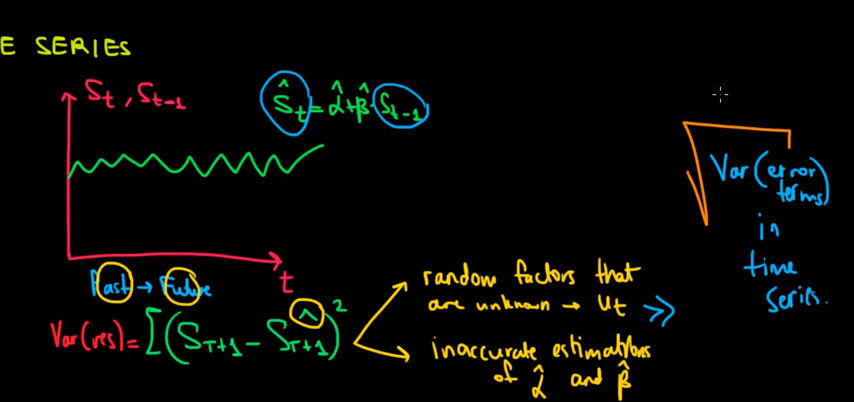 E SERIES
St, St-1
Ŝt = α̂+β̂·St-1
t
Past → Future
Var(res)= [(ST+1 - ŜT+1)²
random factors that
are unknown → Ut
inaccurate estimations
of α̂ and β̂
√Var(error
terms)
in
time
series.